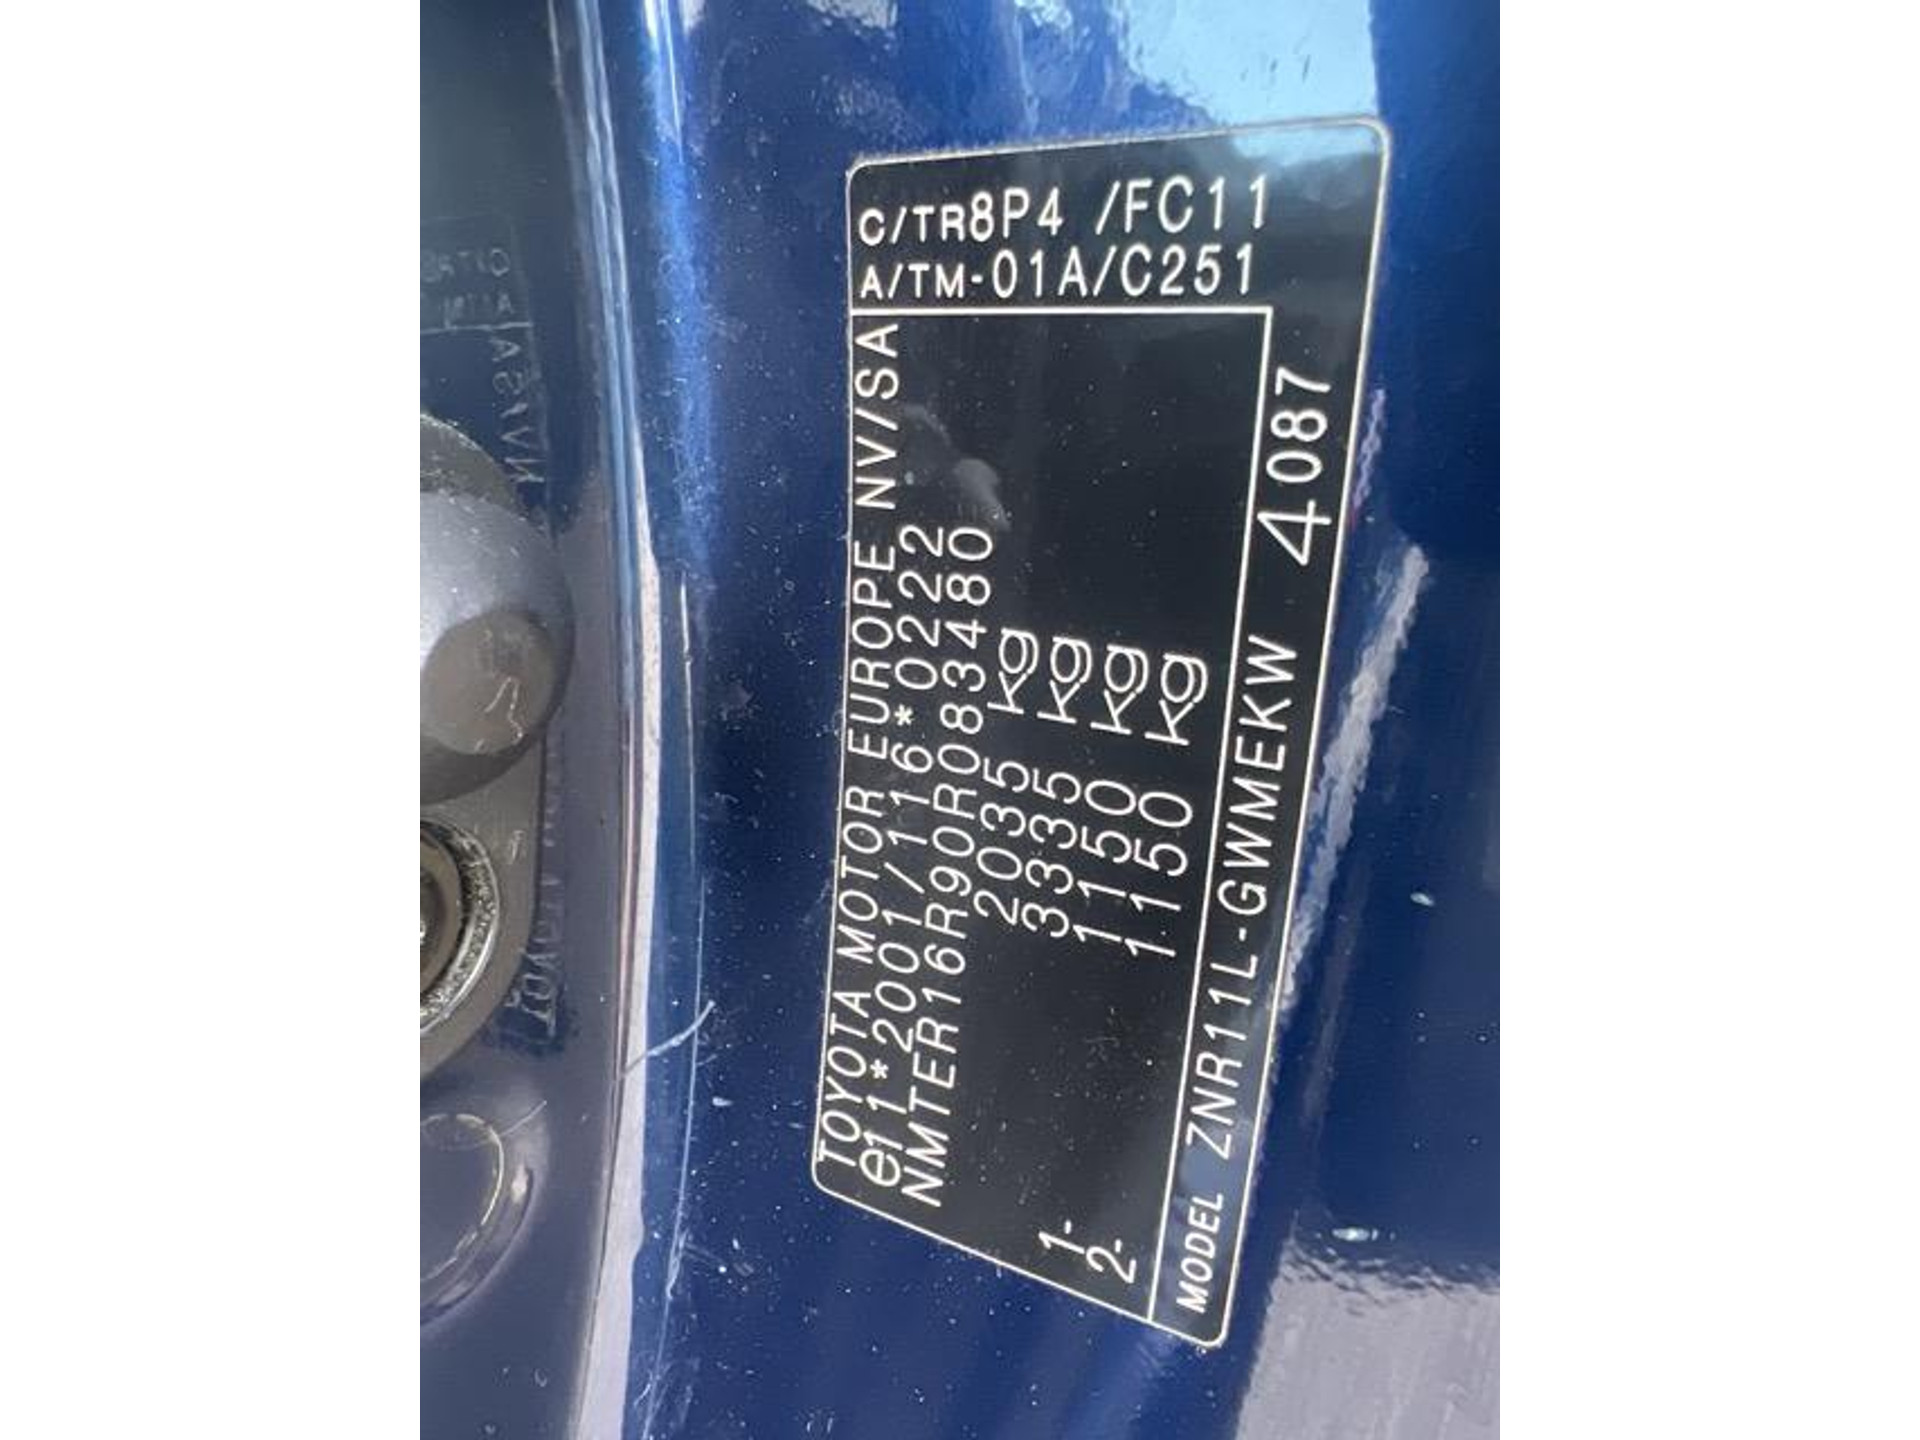 TOYOTA MOTOR EUROPE NV/SA
e11*2001/116*0222
NMTER16R90R083480
2035 kg
3335 kg
1- 1150 kg
2- 1150 kg
MODEL ZNR11L-GWMEKW 4087
C/TR8P4 /FC11
A/TM-01A/C251